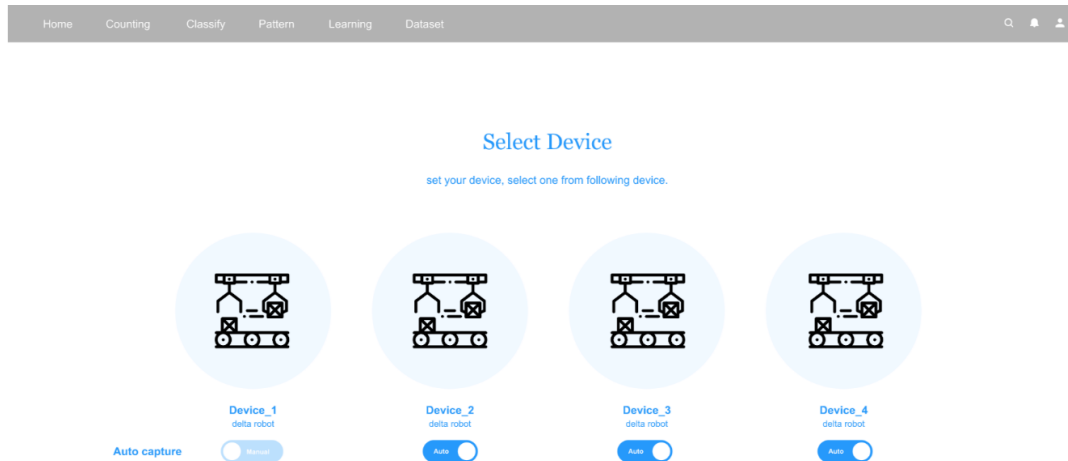 Home Counting Classify Pattern Learning Dataset
Select Device
set your device, select one from following device.
Device_1 Device_2 Device_3 Device_4
delta robot delta robot delta robot delta robot
Auto capture Manual Auto Auto Auto